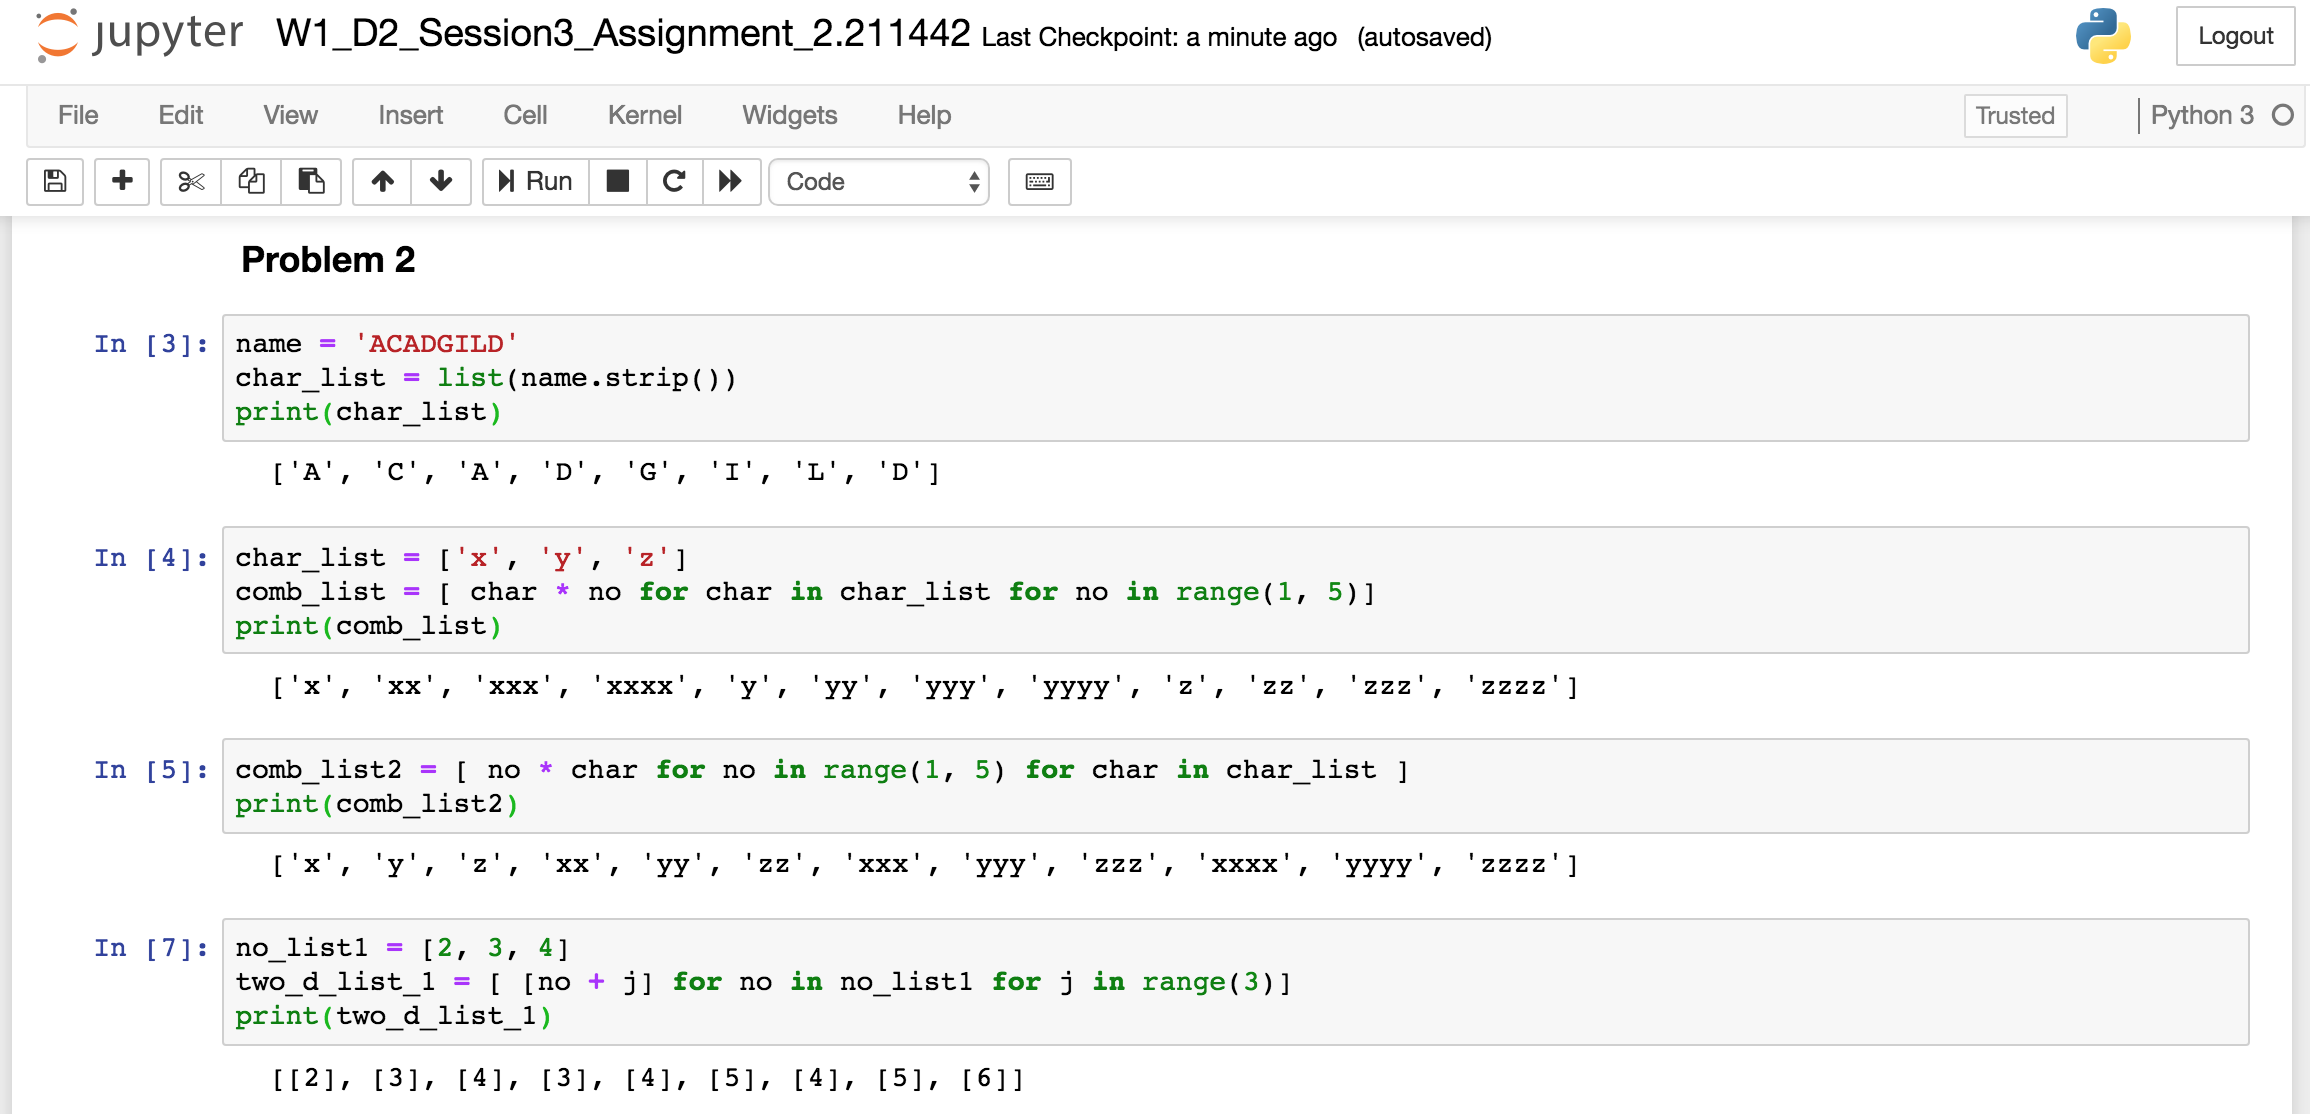 jupyter W1_D2_Session3_Assignment_2.211442 Last Checkpoint: a minute ago (autosaved) Logout
File Edit View Insert Cell Kernel Widgets Help Trusted Python 3
Run Code
Problem 2
In [3]: name = 'ACADGILD'
char_list = list(name.strip())
print(char_list)
['A', 'C', 'A', 'D', 'G', 'I', 'L', 'D']
In [4]: char_list = ['x', 'y', 'z']
comb_list = [ char * no for char in char_list for no in range(1, 5)]
print(comb_list)
['x', 'xx', 'xxx', 'xxxx', 'y', 'yy', 'yyy', 'yyyy', 'z', 'zz', 'zzz', 'zzzz']
In [5]: comb_list2 = [ no * char for no in range(1, 5) for char in char_list ]
print(comb_list2)
['x', 'y', 'z', 'xx', 'yy', 'zz', 'xxx', 'yyy', 'zzz', 'xxxx', 'yyyy', 'zzzz']
In [7]: no_list1 = [2, 3, 4]
two_d_list_1 = [ [no + j] for no in no_list1 for j in range(3)]
print(two_d_list_1)
[[2], [3], [4], [3], [4], [5], [4], [5], [6]]